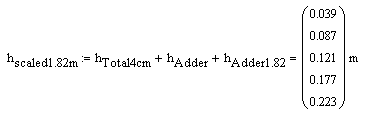 h_scaled1.82m := h_Total4cm + h_Adder + h_Adder1.82 = (0.039 0.087 0.121 0.177 0.223) m